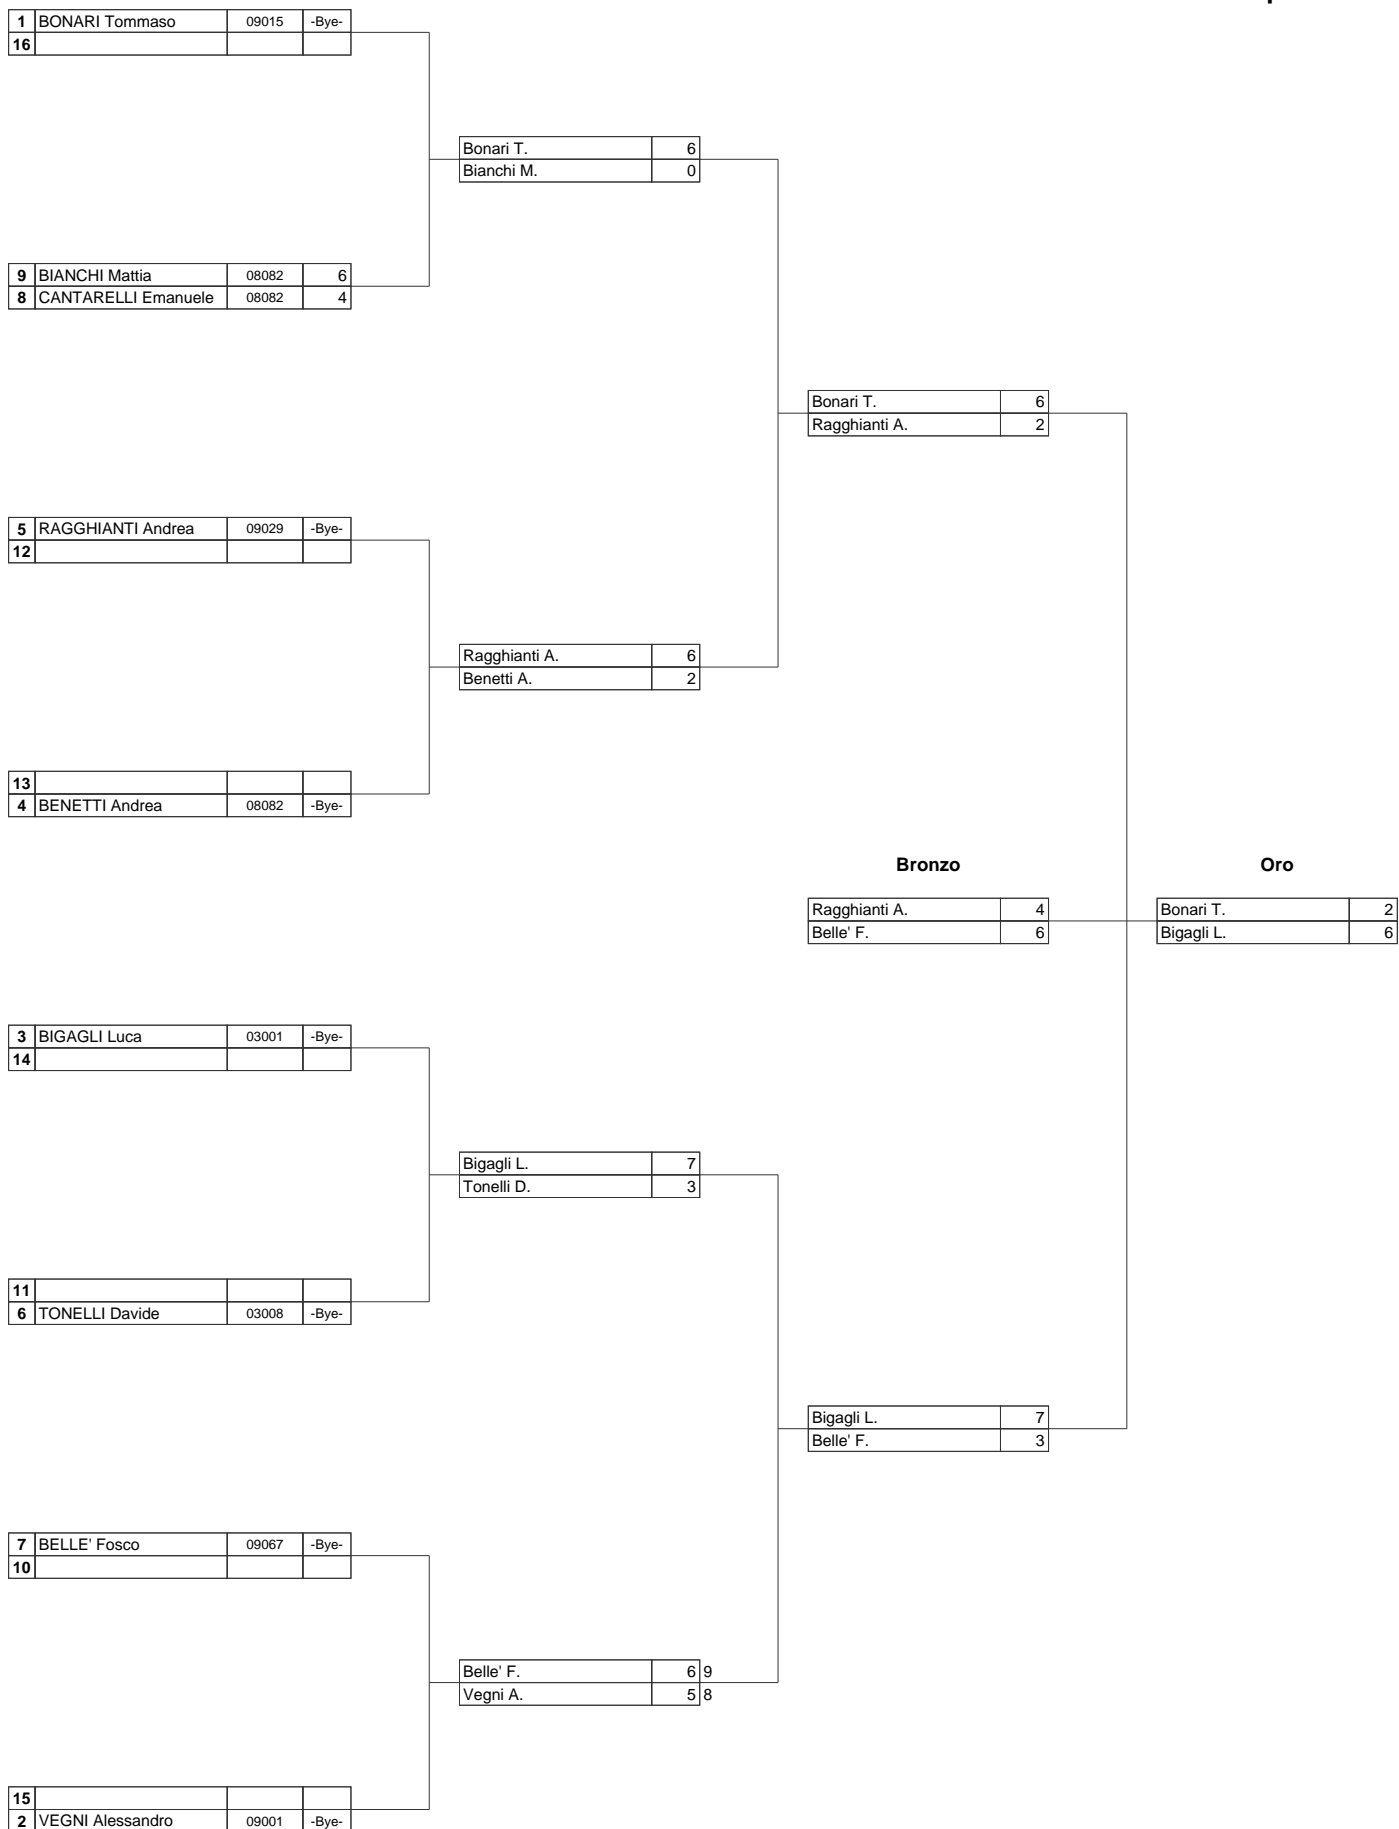 1 BONARI Tommaso 09015 -Bye-
16
Bonari T. 6
Bianchi M. 0
9 BIANCHI Mattia 08082 6
8 CANTARELLI Emanuele 08082 4
Bonari T. 6
Ragghianti A. 2
5 RAGGHIANTI Andrea 09029 -Bye-
12
Ragghianti A. 6
Benetti A. 2
13
4 BENETTI Andrea 08082 -Bye-
Bronzo Oro
Ragghianti A. 4 Bonari T. 2
Belle' F. 6 Bigagli L. 6
3 BIGAGLI Luca 03001 -Bye-
14
Bigagli L. 7
Tonelli D. 3
11
6 TONELLI Davide 03008 -Bye-
Bigagli L. 7
Belle' F. 3
7 BELLE' Fosco 09067 -Bye-
10
Belle' F. 6 9
Vegni A. 5 8
15
2 VEGNI Alessandro 09001 -Bye-